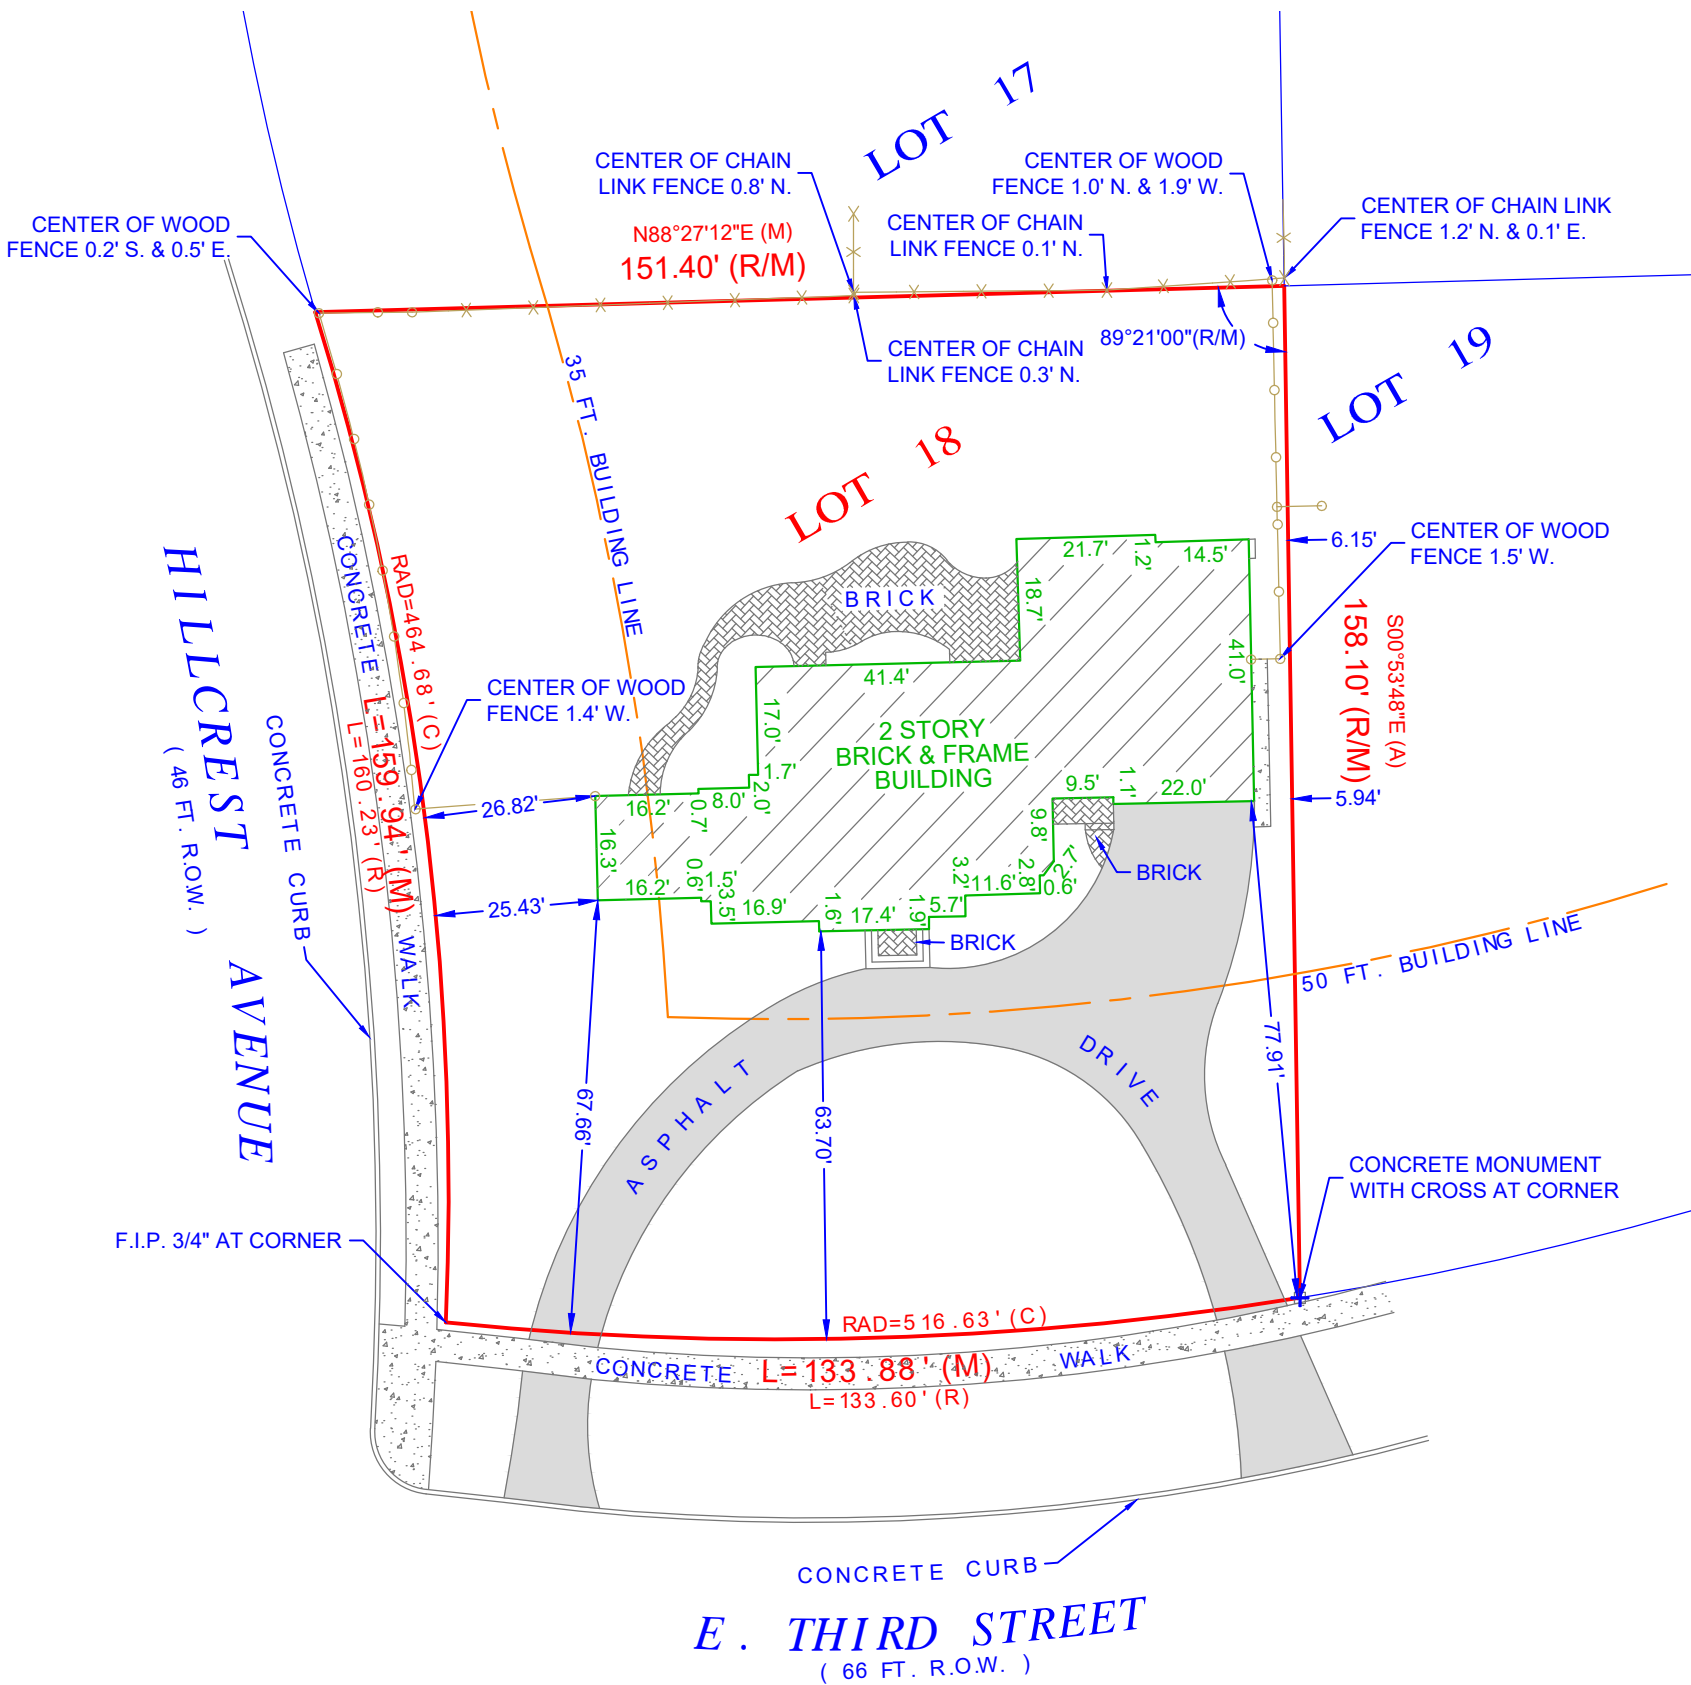 LOT 17
CENTER OF CHAIN
LINK FENCE 0.8' N.
CENTER OF WOOD
FENCE 1.0' N. & 1.9' W.
CENTER OF WOOD
FENCE 0.2' S. & 0.5' E.
N88°27'12"E (M)
151.40' (R/M)
CENTER OF CHAIN
LINK FENCE 0.1' N.
CENTER OF CHAIN LINK
FENCE 1.2' N. & 0.1' E.
CENTER OF CHAIN
LINK FENCE 0.3' N.
89°21'00"(R/M)
LOT 19
35 FT. BUILDING LINE
LOT 18
6.15'
CENTER OF WOOD
FENCE 1.5' W.
21.7'
1.2'
14.5'
18.7'
BRICK
41.0'
41.4'
S00°53'48"E (A)
158.10' (R/M)
HILLCREST AVENUE
( 46 FT. R.O.W. )
CONCRETE CURB
CONCRETE WALK
RAD=464.68' (C)
L=159.94' (M)
L=160.23' (R)
CENTER OF WOOD
FENCE 1.4' W.
17.0'
2 STORY
BRICK & FRAME
BUILDING
1.7'
2.0'
8.0'
0.7'
16.2'
26.82'
9.5'
1.1'
22.0'
5.94'
9.8'
16.3'
16.2'
0.6'
1.5'
3.5'
16.9'
1.6'
17.4'
1.9'
5.7'
3.2'
11.6'
2.8'
0.6'
2.7'
BRICK
BRICK
25.43'
50 FT. BUILDING LINE
67.66'
63.70'
77.91'
ASPHALT DRIVE
CONCRETE MONUMENT
WITH CROSS AT CORNER
F.I.P. 3/4" AT CORNER
RAD=516.63' (C)
CONCRETE WALK
L=133.88' (M)
L=133.60' (R)
CONCRETE CURB
E. THIRD STREET
( 66 FT. R.O.W. )